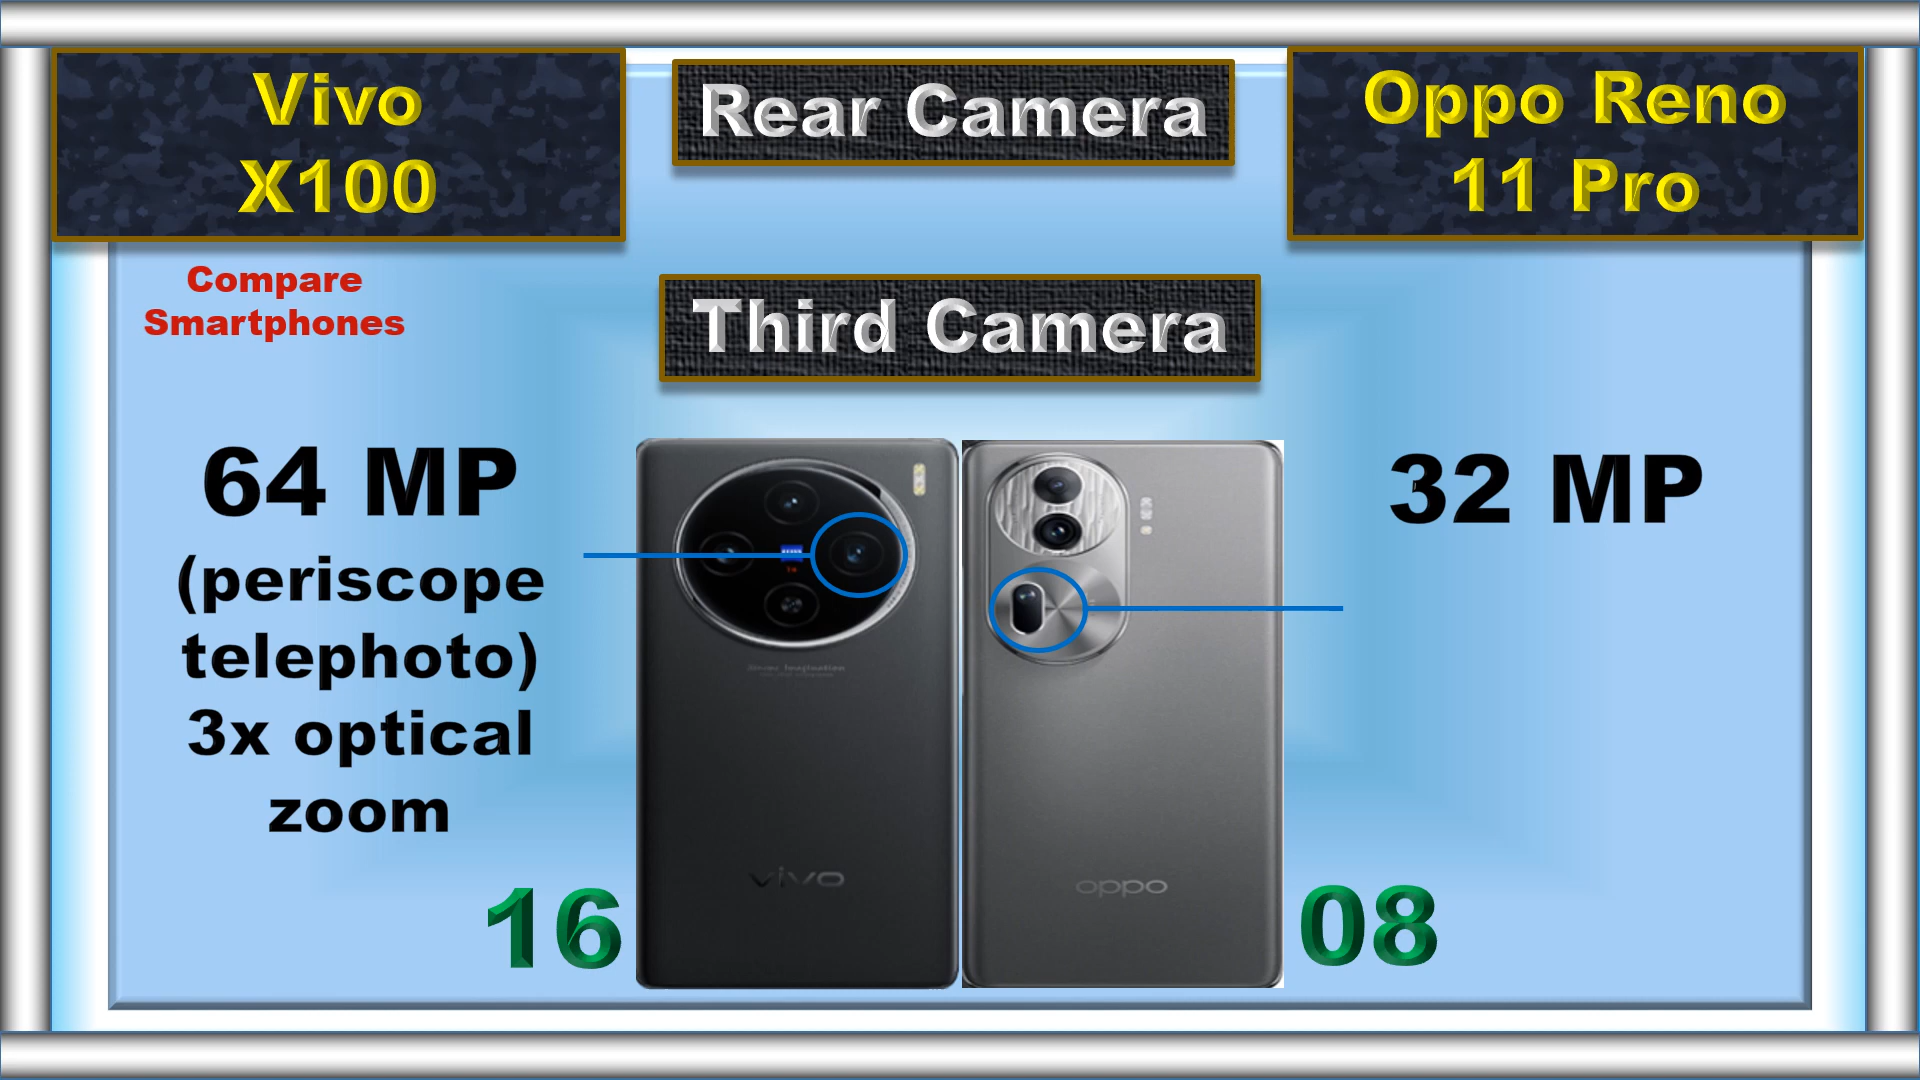 Vivo
X100
Rear Camera
Oppo Reno
11 Pro
Compare
Smartphones
Third Camera
64 MP
(periscope
telephoto)
3x optical
zoom
32 MP
vivo
oppo
16
08